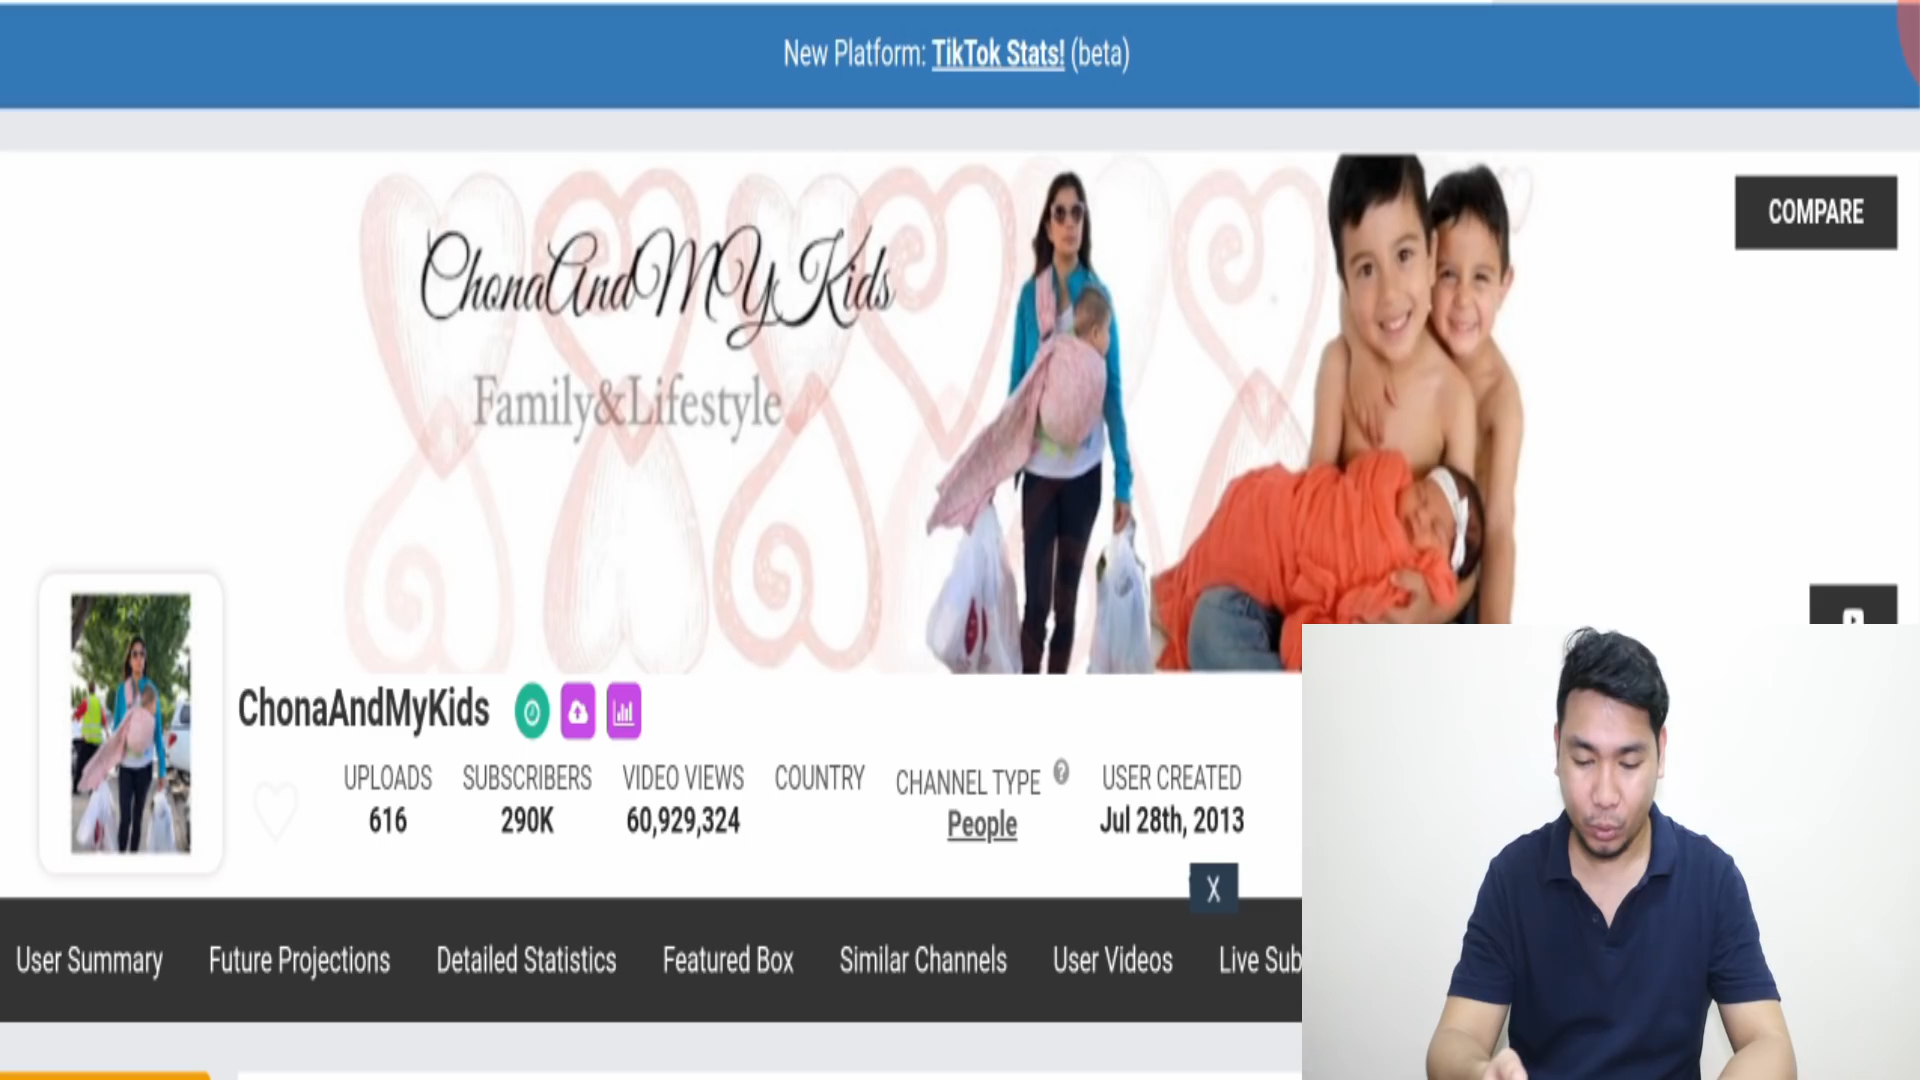 New Platform: TikTok Stats! (beta)
ChonaAndMYKids
Family&Lifestyle
COMPARE
ChonaAndMyKids
UPLOADS SUBSCRIBERS VIDEO VIEWS COUNTRY CHANNEL TYPE ? USER CREATED
616 290K 60,929,324 People Jul 28th, 2013
X
User Summary Future Projections Detailed Statistics Featured Box Similar Channels User Videos Live Sub